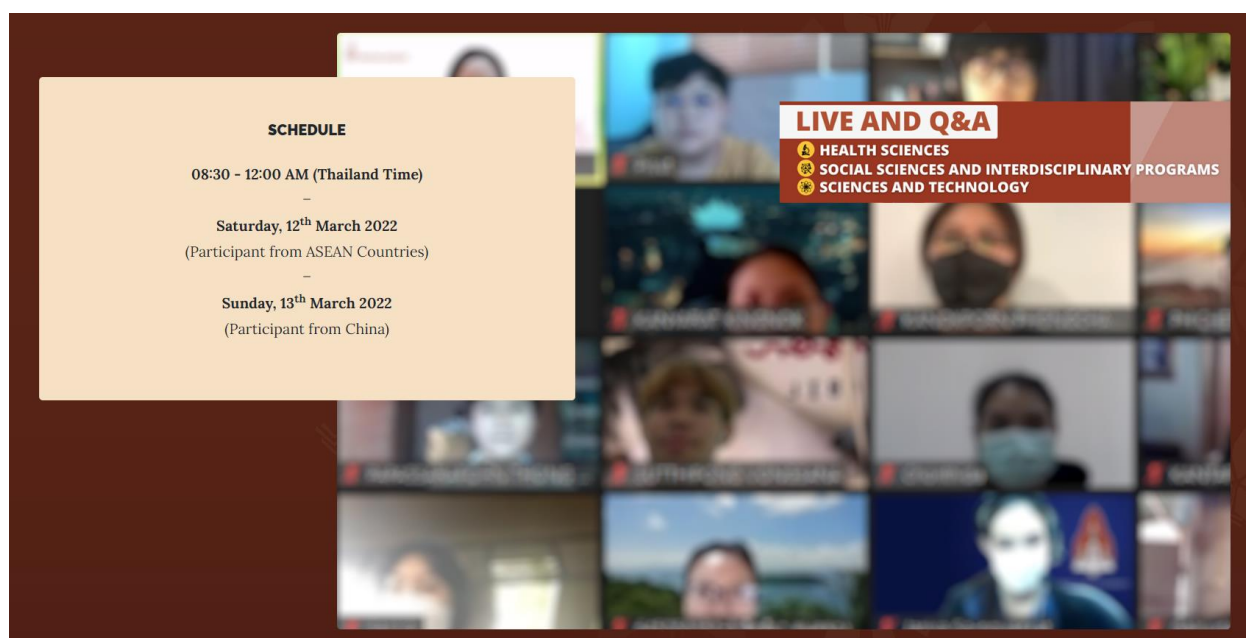 SCHEDULE
08:30 - 12:00 AM (Thailand Time)
–
Saturday, 12th March 2022
(Participant from ASEAN Countries)
–
Sunday, 13th March 2022
(Participant from China)
LIVE AND Q&A
HEALTH SCIENCES
SOCIAL SCIENCES AND INTERDISCIPLINARY PROGRAMS
SCIENCES AND TECHNOLOGY